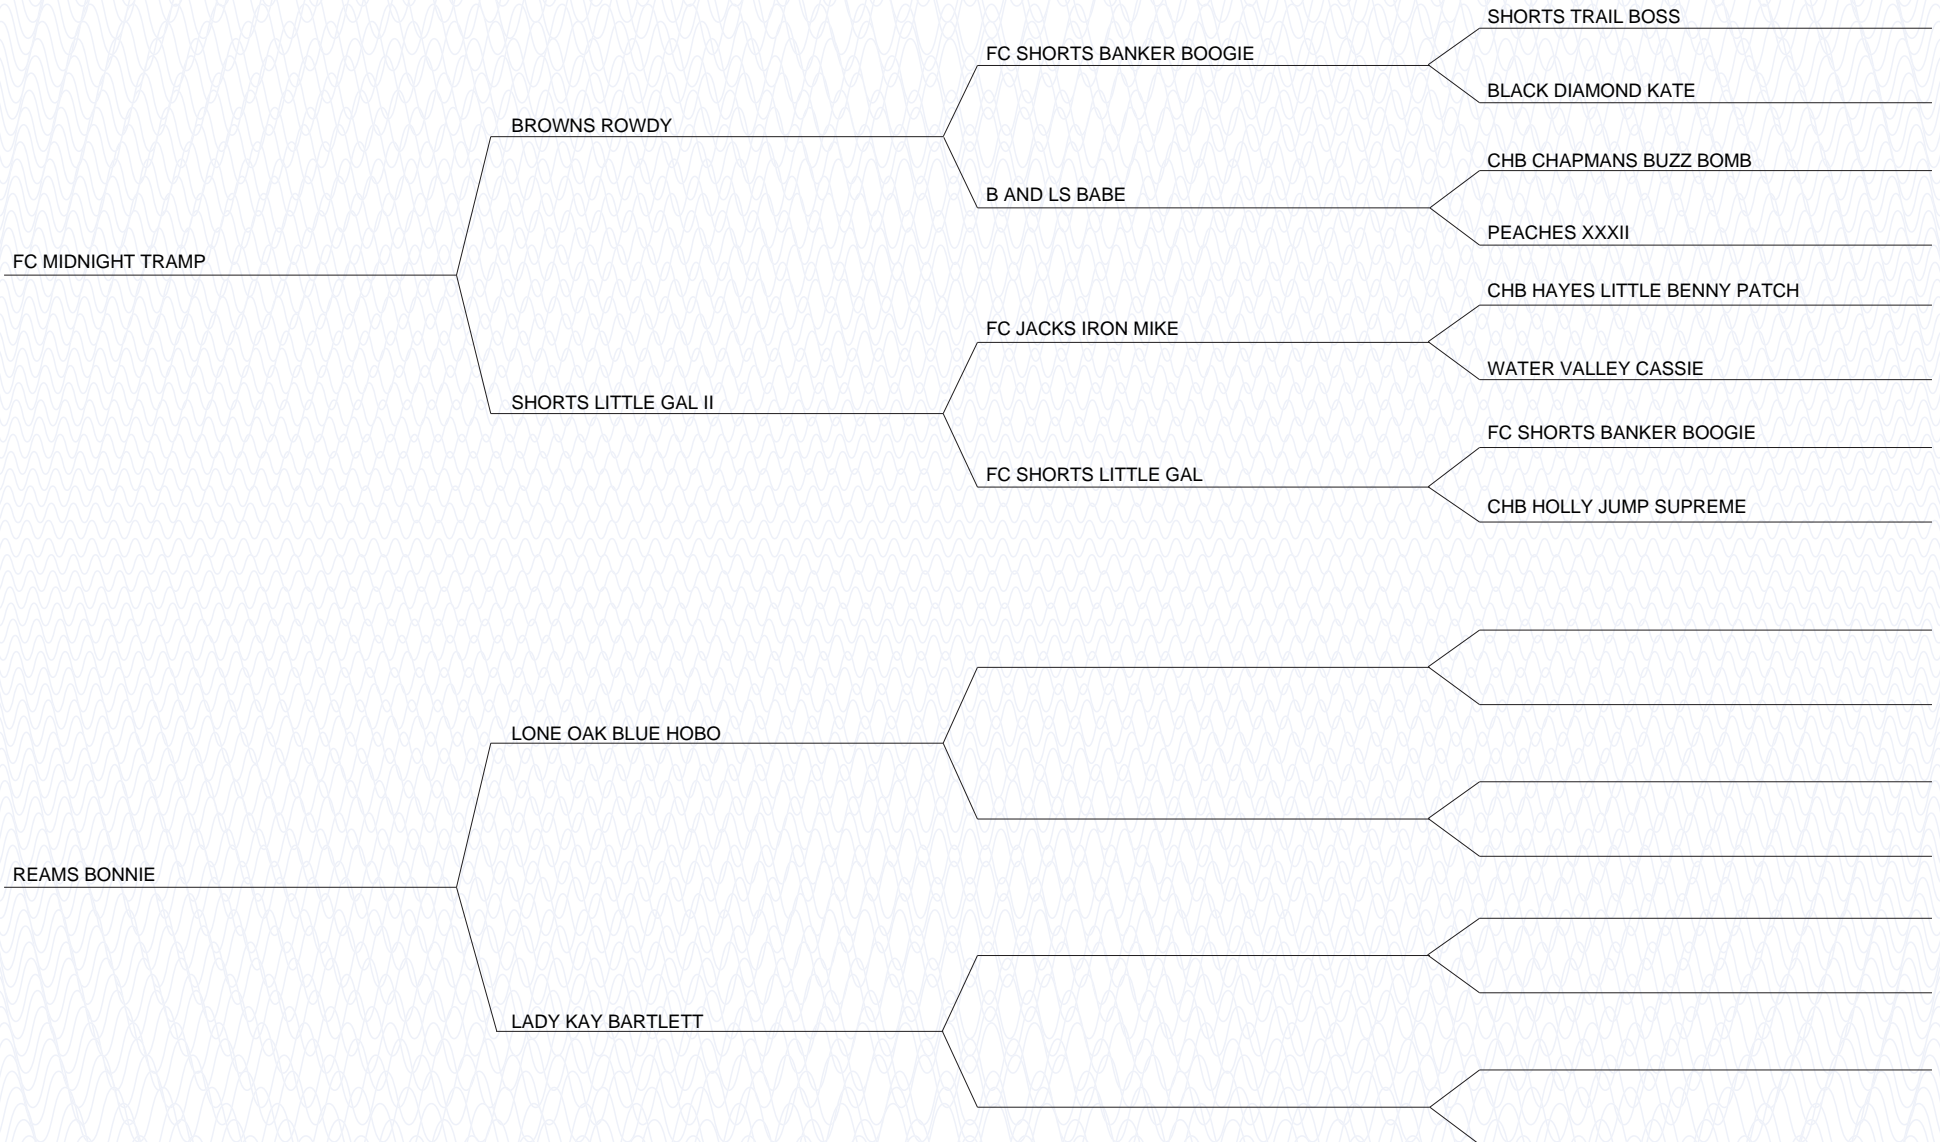 SHORTS TRAIL BOSS
FC SHORTS BANKER BOOGIE
BLACK DIAMOND KATE
BROWNS ROWDY
CHB CHAPMANS BUZZ BOMB
B AND LS BABE
PEACHES XXXII
FC MIDNIGHT TRAMP
CHB HAYES LITTLE BENNY PATCH
FC JACKS IRON MIKE
WATER VALLEY CASSIE
SHORTS LITTLE GAL II
FC SHORTS BANKER BOOGIE
FC SHORTS LITTLE GAL
CHB HOLLY JUMP SUPREME
LONE OAK BLUE HOBO
REAMS BONNIE
LADY KAY BARTLETT